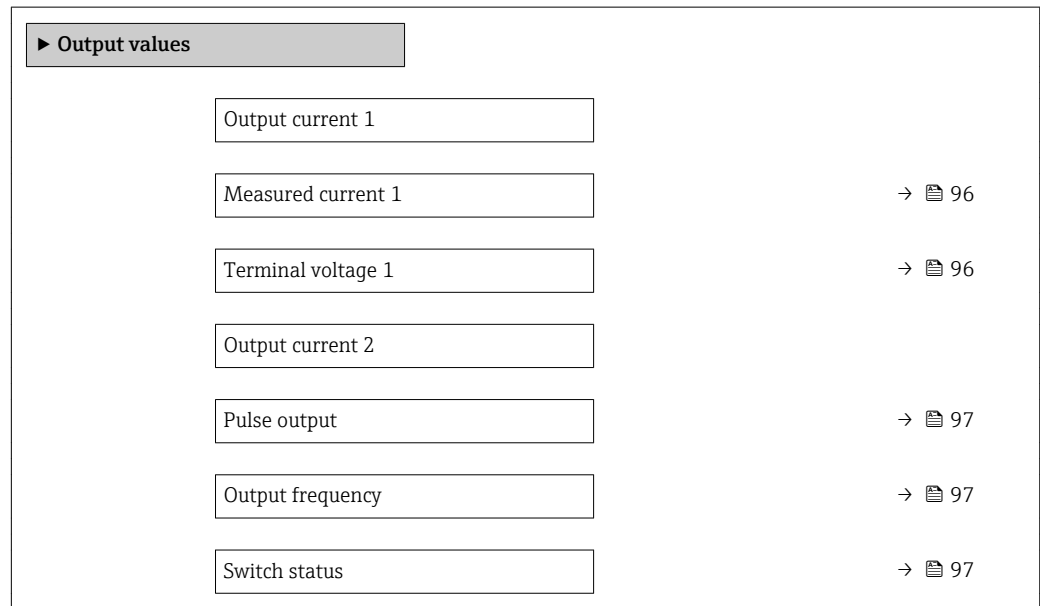 ▶ Output values
Output current 1
Measured current 1 → 96
Terminal voltage 1 → 96
Output current 2
Pulse output → 97
Output frequency → 97
Switch status → 97